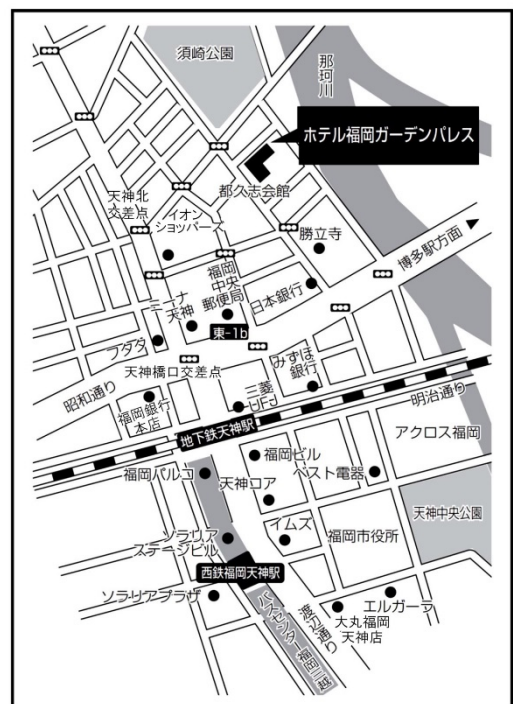 須崎公園
那珂川
ホテル福岡ガーデンパレス
都久志会館
天神北
交差点
イオン
ショッパーズ
勝立寺
博多駅方面
福岡
中央
郵便局
日本銀行
ニーナ
天神
東-1b
フタタ
みずほ
銀行
天神橋口交差点
昭和通り
三菱
UFJ
福岡銀行
本店
明治通り
地下鉄天神駅
アクロス福岡
福岡ビル
福岡パルコ
ベスト電器
天神コア
天神中央公園
ソラリア
ステージビル
イムズ
福岡市役所
西鉄福岡天神駅
ソラリアプラザ
エルガーラ
大丸福岡
天神店
渡辺通り
バスセンター福岡三越